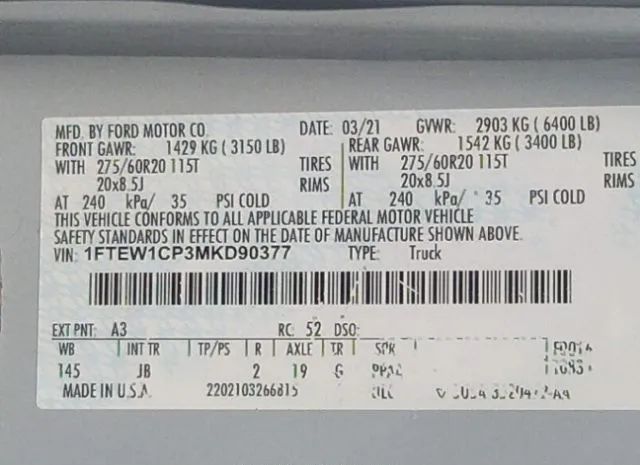 MFD. BY FORD MOTOR CO. DATE: 03/21 GVWR: 2903 KG ( 6400 LB)
FRONT GAWR: 1429 KG ( 3150 LB) REAR GAWR: 1542 KG ( 3400 LB)
WITH 275/60R20 115T TIRES WITH 275/60R20 115T TIRES
20x8.5J RIMS 20x8.5J RIMS
AT 240 kPa/ 35 PSI COLD AT 240 kPa/ 35 PSI COLD
THIS VEHICLE CONFORMS TO ALL APPLICABLE FEDERAL MOTOR VEHICLE
SAFETY STANDARDS IN EFFECT ON THE DATE OF MANUFACTURE SHOWN ABOVE.
VIN: 1FTEW1CP3MKD90377 TYPE: Truck
EXT PNT: A3 RC: 52 DSO:
WB INT TR TP/PS R AXLE TR SPR
145 JB 2 19 G
MADE IN U.S.A. 2202103266815